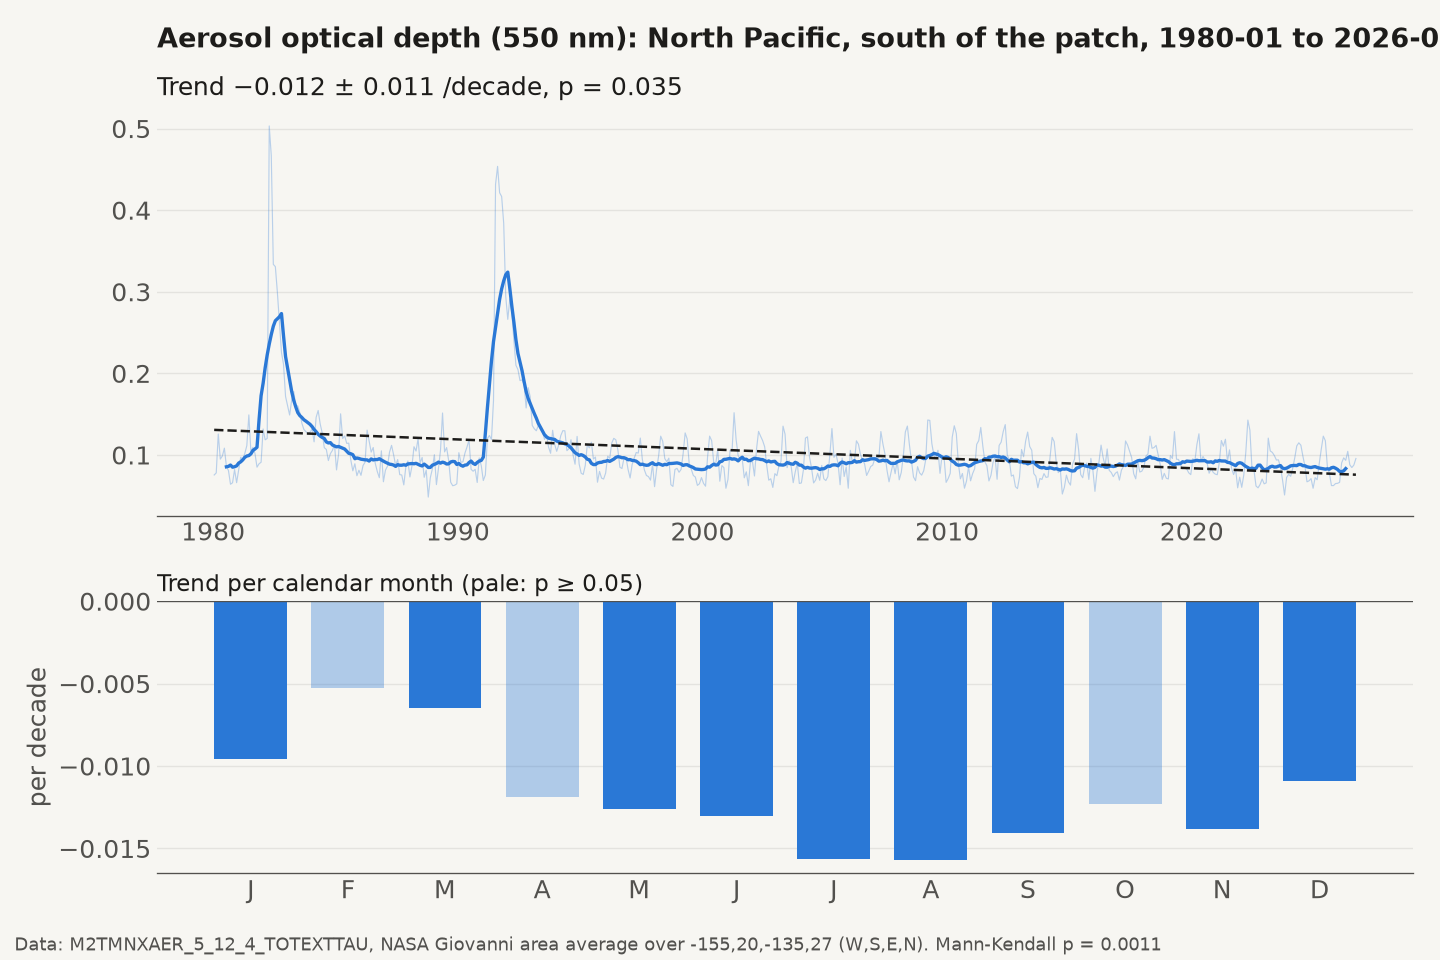 Aerosol optical depth (550 nm): North Pacific, south of the patch, 1980-01 to 2026-0
Trend −0.012 ± 0.011 /decade, p = 0.035
0.5
0.4
0.3
0.2
0.1
1980 1990 2000 2010 2020
Trend per calendar month (pale: p ≥ 0.05)
0.000
−0.005
−0.010
−0.015
per decade
J F M A M J J A S O N D
Data: M2TMNXAER_5_12_4_TOTEXTTAU, NASA Giovanni area average over -155,20,-135,27 (W,S,E,N). Mann-Kendall p = 0.0011